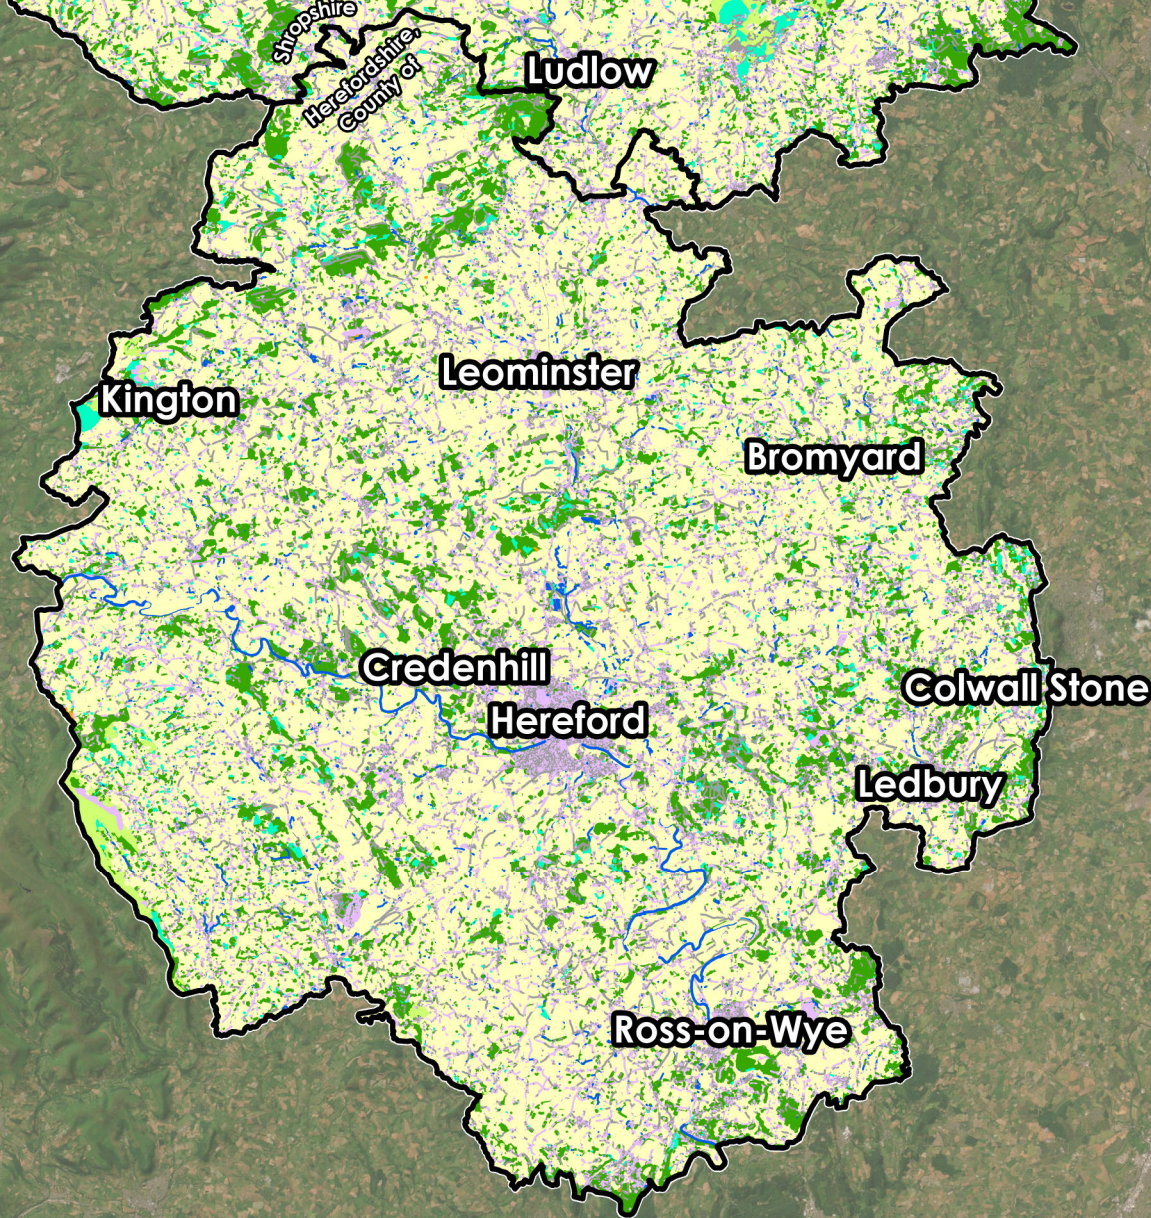 Shropshire
Herefordshire,
County of
Ludlow
Leominster
Kington
Bromyard
Credenhill
Colwall Stone
Hereford
Ledbury
Ross-on-Wye